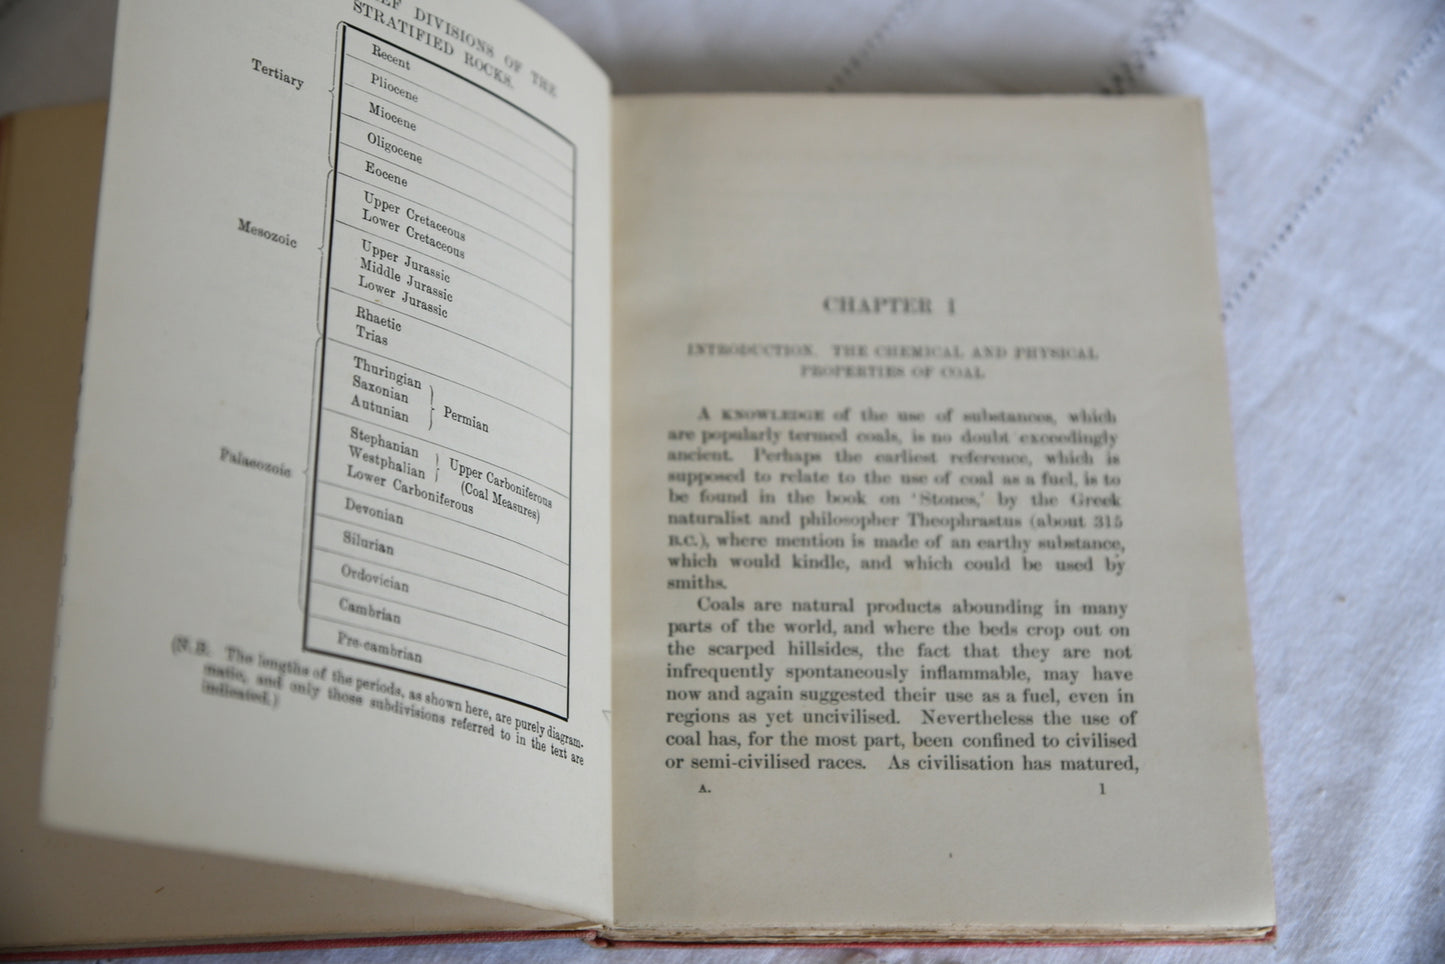 DIVISIONS OF THE
STRATIFIED ROCKS.
Tertiary
Recent
Pliocene
Miocene
Oligocene
Eocene
Mesozoic
Upper Cretaceous
Lower Cretaceous
Upper Jurassic
Middle Jurassic
Lower Jurassic
Rhaetic
Trias
Palaeozoic
Thuringian
Saxonian
Autunian
Permian
Stephanian
Westphalian
Upper Carboniferous
(Coal Measures)
Lower Carboniferous
Devonian
Silurian
Ordovician
Cambrian
Pre-cambrian
(N.B. The lengths of the periods, as shown here, are purely diagram-
matic, and only those subdivisions referred to in the text are
indicated.)
CHAPTER I
INTRODUCTION. THE CHEMICAL AND PHYSICAL
PROPERTIES OF COAL
A KNOWLEDGE of the use of substances, which
are popularly termed coals, is no doubt exceedingly
ancient. Perhaps the earliest reference, which is
supposed to relate to the use of coal as a fuel, is to
be found in the book on 'Stones,' by the Greek
naturalist and philosopher Theophrastus (about 315
B.C.), where mention is made of an earthy substance,
which would kindle, and which could be used by
smiths.
Coals are natural products abounding in many
parts of the world, and where the beds crop out on
the scarped hillsides, the fact that they are not
infrequently spontaneously inflammable, may have
now and again suggested their use as a fuel, even in
regions as yet uncivilised. Nevertheless the use of
coal has, for the most part, been confined to civilised
or semi-civilised races. As civilisation has matured,
A. 1